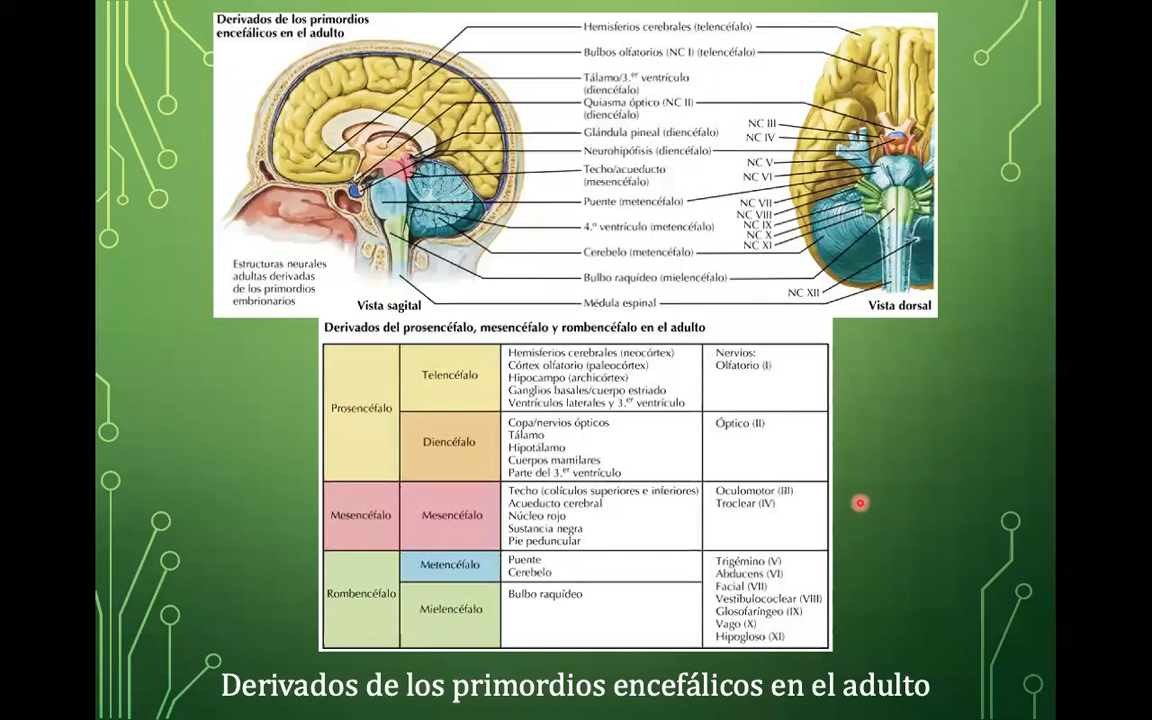 Derivados de los primordios
encefálicos en el adulto
Hemisferios cerebrales (telencéfalo)
Bulbos olfatorios (NC I) (telencéfalo)
Tálamo/3.er ventrículo
(diencéfalo)
Quiasma óptico (NC II)
(diencéfalo)
Glándula pineal (diencéfalo)
Neurohipófisis (diencéfalo)
Techo/acueducto
(mesencéfalo)
Puente (metencéfalo)
4.º ventrículo (metencéfalo)
Cerebelo (metencéfalo)
Bulbo raquídeo (mielencéfalo)
Médula espinal
NC III
NC IV
NC V
NC VI
NC VII
NC VIII
NC IX
NC X
NC XI
NC XII
Estructuras neurales
adultas derivadas
de los primordios
embrionarios
Vista sagital
Vista dorsal
Derivados del prosencéfalo, mesencéfalo y rombencéfalo en el adulto
Prosencéfalo
Telencéfalo
Hemisferios cerebrales (neocórtex)
Córtex olfatorio (paleocórtex)
Hipocampo (archicórtex)
Ganglios basales/cuerpo estriado
Ventrículos laterales y 3.er ventrículo
Nervios:
Olfatorio (I)
Diencéfalo
Copa/nervios ópticos
Tálamo
Hipotálamo
Cuerpos mamilares
Parte del 3.er ventrículo
Óptico (II)
Mesencéfalo
Mesencéfalo
Techo (colículos superiores e inferiores)
Acueducto cerebral
Núcleo rojo
Sustancia negra
Pie peduncular
Oculomotor (III)
Troclear (IV)
Rombencéfalo
Metencéfalo
Puente
Cerebelo
Mielencéfalo
Bulbo raquídeo
Trigémino (V)
Abducens (VI)
Facial (VII)
Vestibulococlear (VIII)
Glosofaríngeo (IX)
Vago (X)
Hipogloso (XI)
Derivados de los primordios encefálicos en el adulto